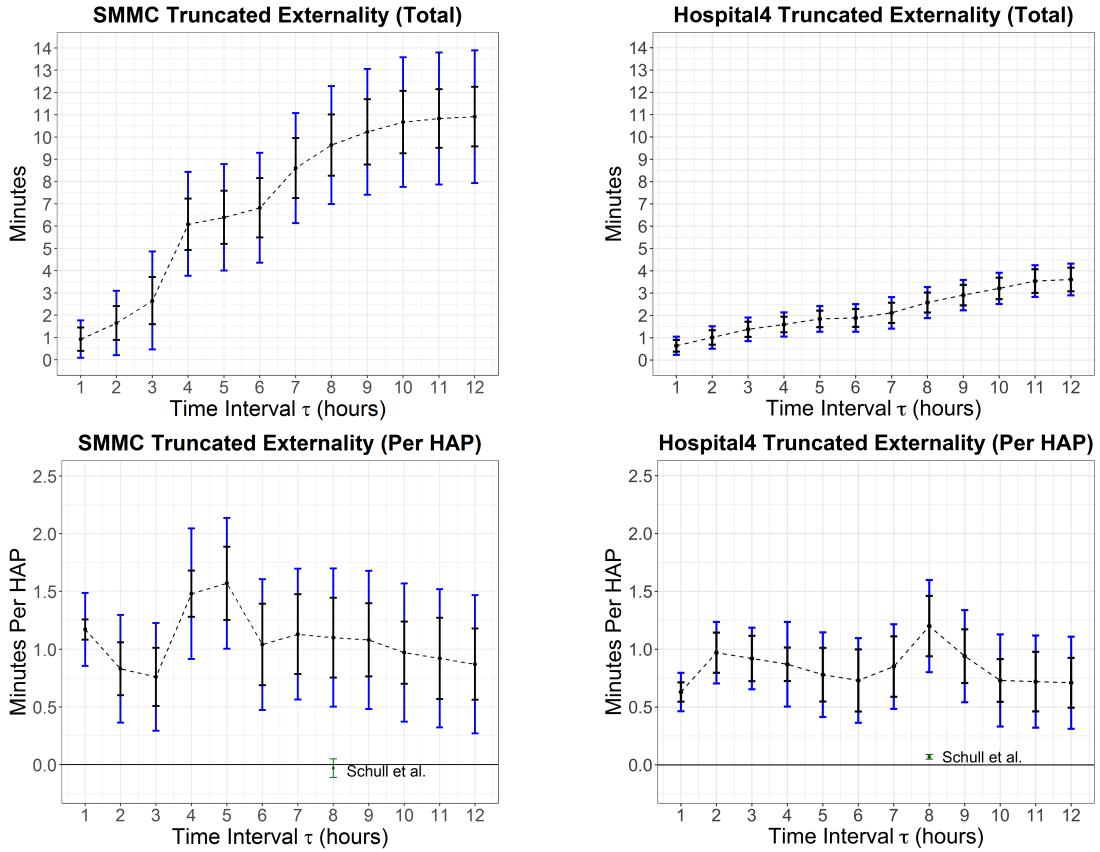 SMMC Truncated Externality (Total)
Minutes
14
13
12
11
10
9
8
7
6
5
4
3
2
1
0
1 2 3 4 5 6 7 8 9 10 11 12
Time Interval τ (hours)
Hospital4 Truncated Externality (Total)
Minutes
14
13
12
11
10
9
8
7
6
5
4
3
2
1
0
1 2 3 4 5 6 7 8 9 10 11 12
Time Interval τ (hours)
SMMC Truncated Externality (Per HAP)
Minutes Per HAP
2.5
2.0
1.5
1.0
0.5
0.0
Schull et al.
1 2 3 4 5 6 7 8 9 10 11 12
Time Interval τ (hours)
Hospital4 Truncated Externality (Per HAP)
Minutes Per HAP
2.5
2.0
1.5
1.0
0.5
0.0
Schull et al.
1 2 3 4 5 6 7 8 9 10 11 12
Time Interval τ (hours)